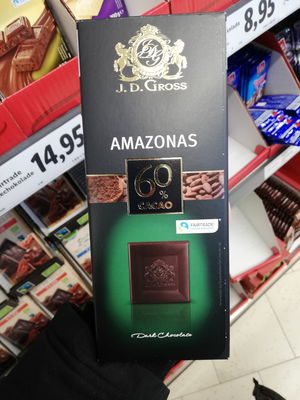 8,95
J. D. GROSS
AMAZONAS
14,95
60
%
CACAO
FAIRTRADE
Dark Chocolate